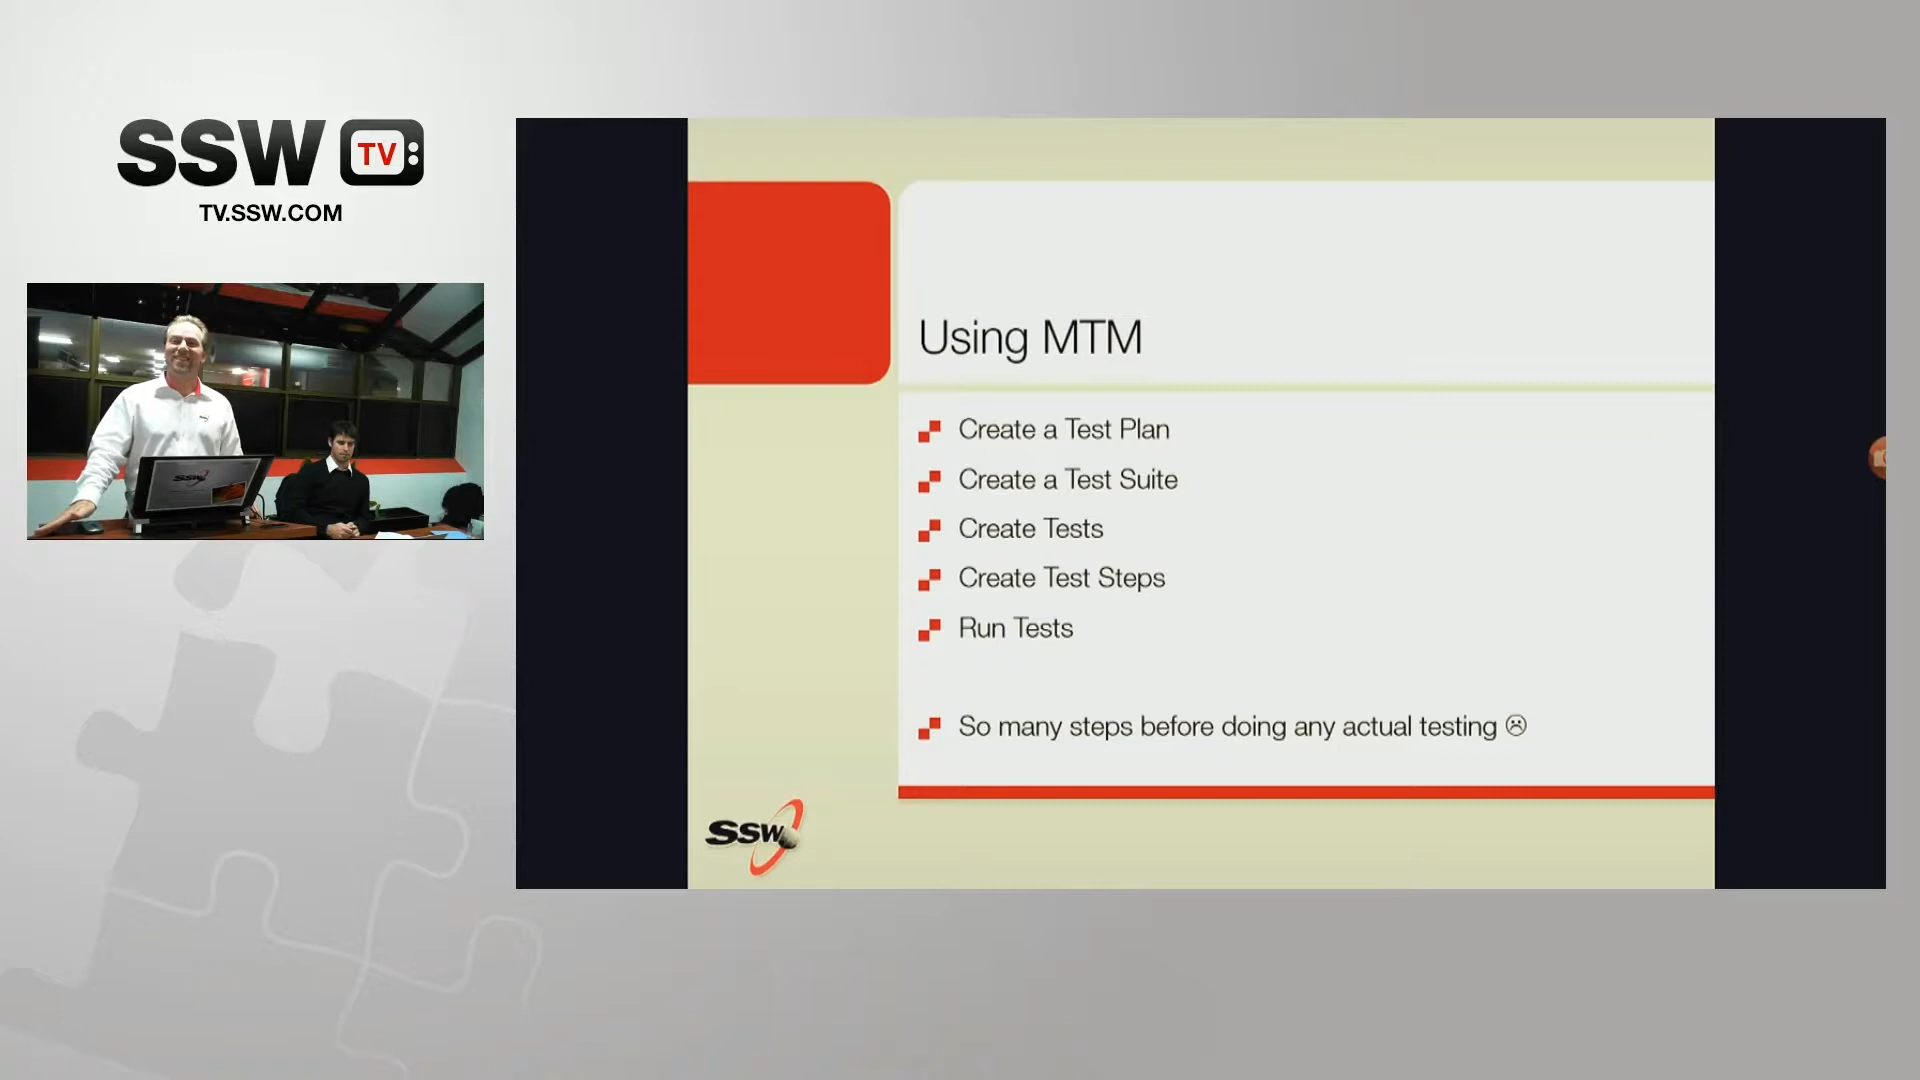 SSW TV
TV.SSW.COM
SSW
Using MTM
Create a Test Plan
Create a Test Suite
Create Tests
Create Test Steps
Run Tests
So many steps before doing any actual testing ☹
SSW